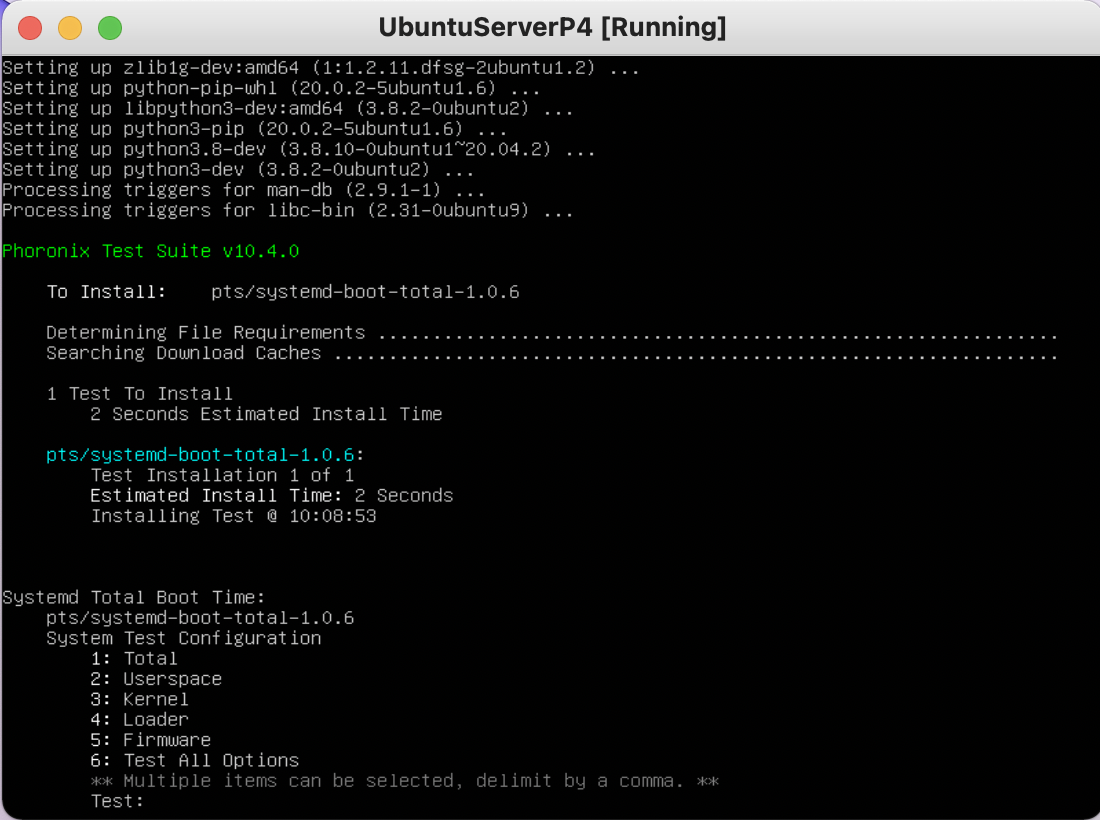 UbuntuServerP4 [Running]
Setting up zlib1g-dev:amd64 (1:1.2.11.dfsg-2ubuntu1.2) ...
Setting up python-pip-whl (20.0.2-5ubuntu1.6) ...
Setting up libpython3-dev:amd64 (3.8.2-0ubuntu2) ...
Setting up python3-pip (20.0.2-5ubuntu1.6) ...
Setting up python3.8-dev (3.8.10-0ubuntu1~20.04.2) ...
Setting up python3-dev (3.8.2-0ubuntu2) ...
Processing triggers for man-db (2.9.1-1) ...
Processing triggers for libc-bin (2.31-0ubuntu9) ...
Phoronix Test Suite v10.4.0
To Install:    pts/systemd-boot-total-1.0.6
Determining File Requirements ..............................................................
Searching Download Caches ..................................................................
1 Test To Install
2 Seconds Estimated Install Time
pts/systemd-boot-total-1.0.6:
Test Installation 1 of 1
Estimated Install Time: 2 Seconds
Installing Test @ 10:08:53
Systemd Total Boot Time:
pts/systemd-boot-total-1.0.6
System Test Configuration
1: Total
2: Userspace
3: Kernel
4: Loader
5: Firmware
6: Test All Options
** Multiple items can be selected, delimit by a comma. **
Test: